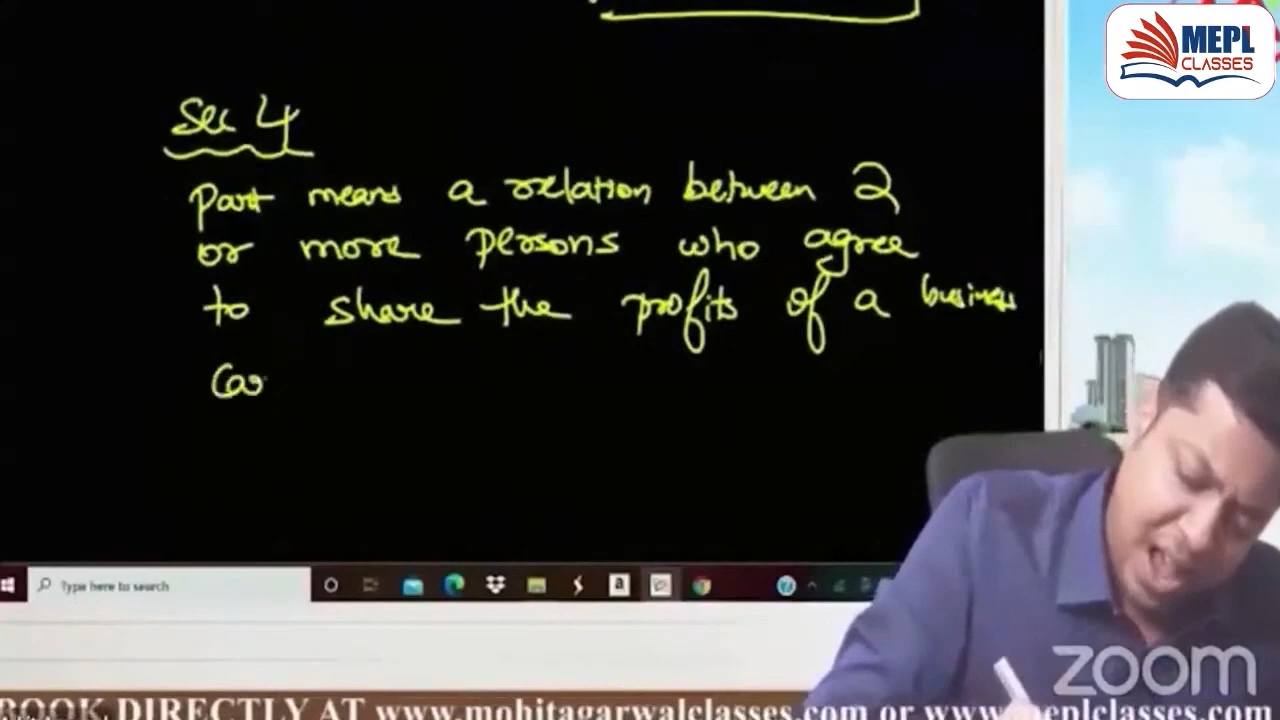 MEPL
CLASSES
Sec 4
Part means a relation between 2
or more persons who agree
to share the profits of a business
Car
Type here to search
a
zoom
BOOK DIRECTLY AT www.mohitagarwalclasses.com or www.meplclasses.com